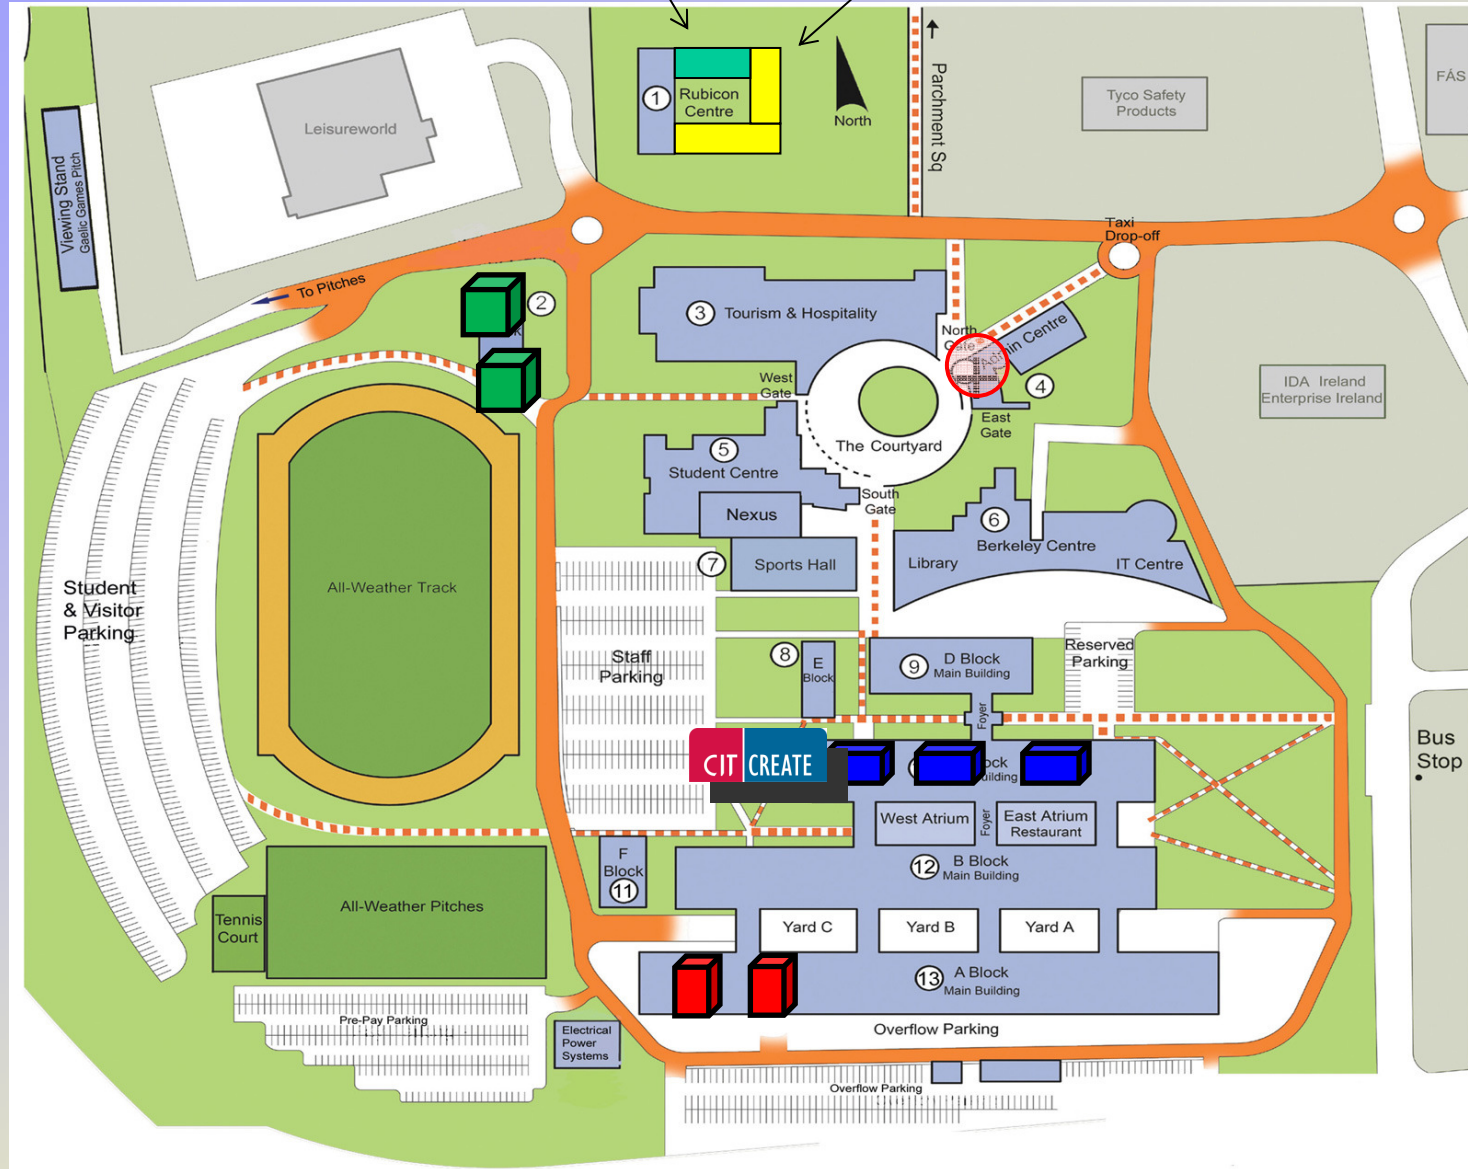 Parchment Sq
FÁS
Tyco Safety
Products
1
Rubicon
Centre
North
Leisureworld
Viewing Stand
Gaelic Games Pitch
Taxi
Drop-off
To Pitches
2
3
Tourism & Hospitality
North
Gate
4
West
Gate
East
Gate
The Courtyard
IDA Ireland
Enterprise Ireland
5
Student Centre
South
Gate
Nexus
6
Berkeley Centre
Library
IT Centre
7
Sports Hall
All-Weather Track
Student
& Visitor
Parking
Staff
Parking
8
E
Block
9
D Block
Main Building
Reserved
Parking
Foyer
CIT CREATE
Bus
Stop
West Atrium
Foyer
East Atrium
Restaurant
12
B Block
Main Building
F
Block
11
All-Weather Pitches
Tennis
Court
Yard C
Yard B
Yard A
13
A Block
Main Building
Pre-Pay Parking
Electrical
Power
Systems
Overflow Parking
Overflow Parking